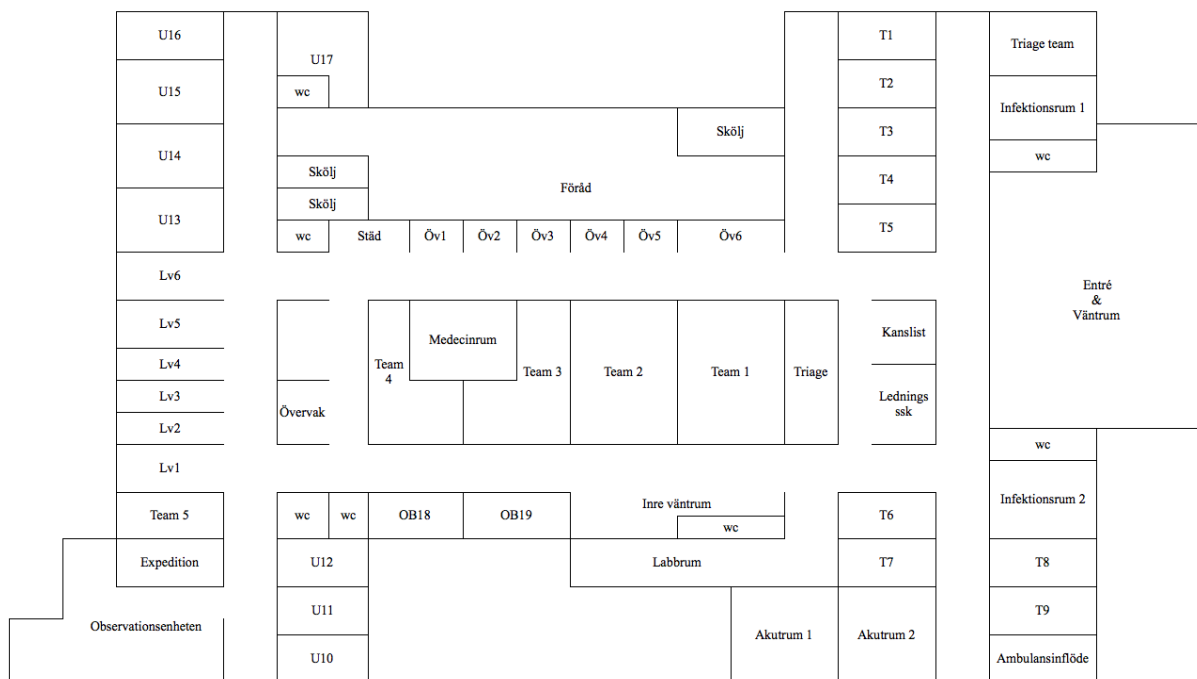 U16
T1
Triage team
U17
wc
U15
T2
Infektionsrum 1
Skölj
T3
U14
wc
Skölj
Föråd
T4
Skölj
U13
wc
Städ
Öv1
Öv2
Öv3
Öv4
Öv5
Öv6
T5
Lv6
Entré
&
Väntrum
Lv5
Medecinrum
Kanslist
Lv4
Team
4
Team 3
Team 2
Team 1
Triage
Lv3
Övervak
Lednings
ssk
Lv2
wc
Lv1
Infektionsrum 2
Team 5
wc
wc
OB18
OB19
Inre väntrum
wc
T6
Expedition
U12
Labbrum
T7
T8
U11
T9
Observationsenheten
Akutrum 1
Akutrum 2
U10
Ambulansinflöde